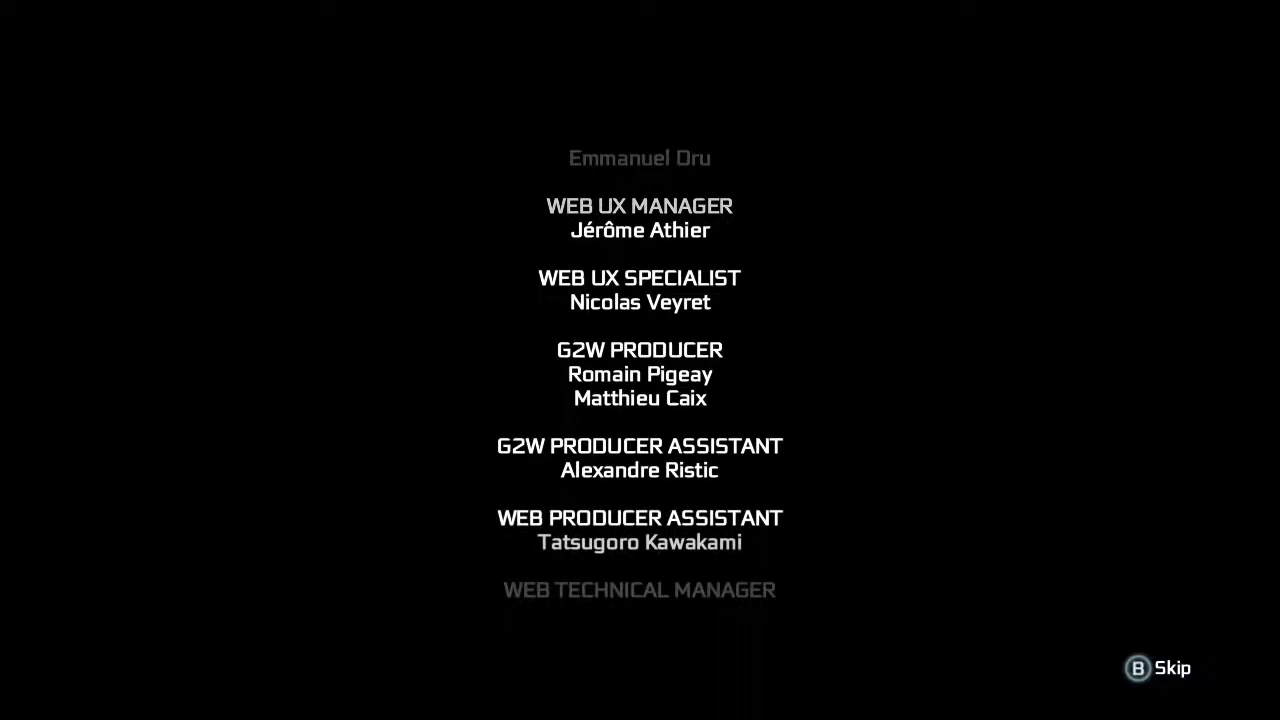 Emmanuel Dru
WEB UX MANAGER
Jérôme Athier
WEB UX SPECIALIST
Nicolas Veyret
G2W PRODUCER
Romain Pigeay
Matthieu Caix
G2W PRODUCER ASSISTANT
Alexandre Ristic
WEB PRODUCER ASSISTANT
Tatsugoro Kawakami
WEB TECHNICAL MANAGER
B Skip